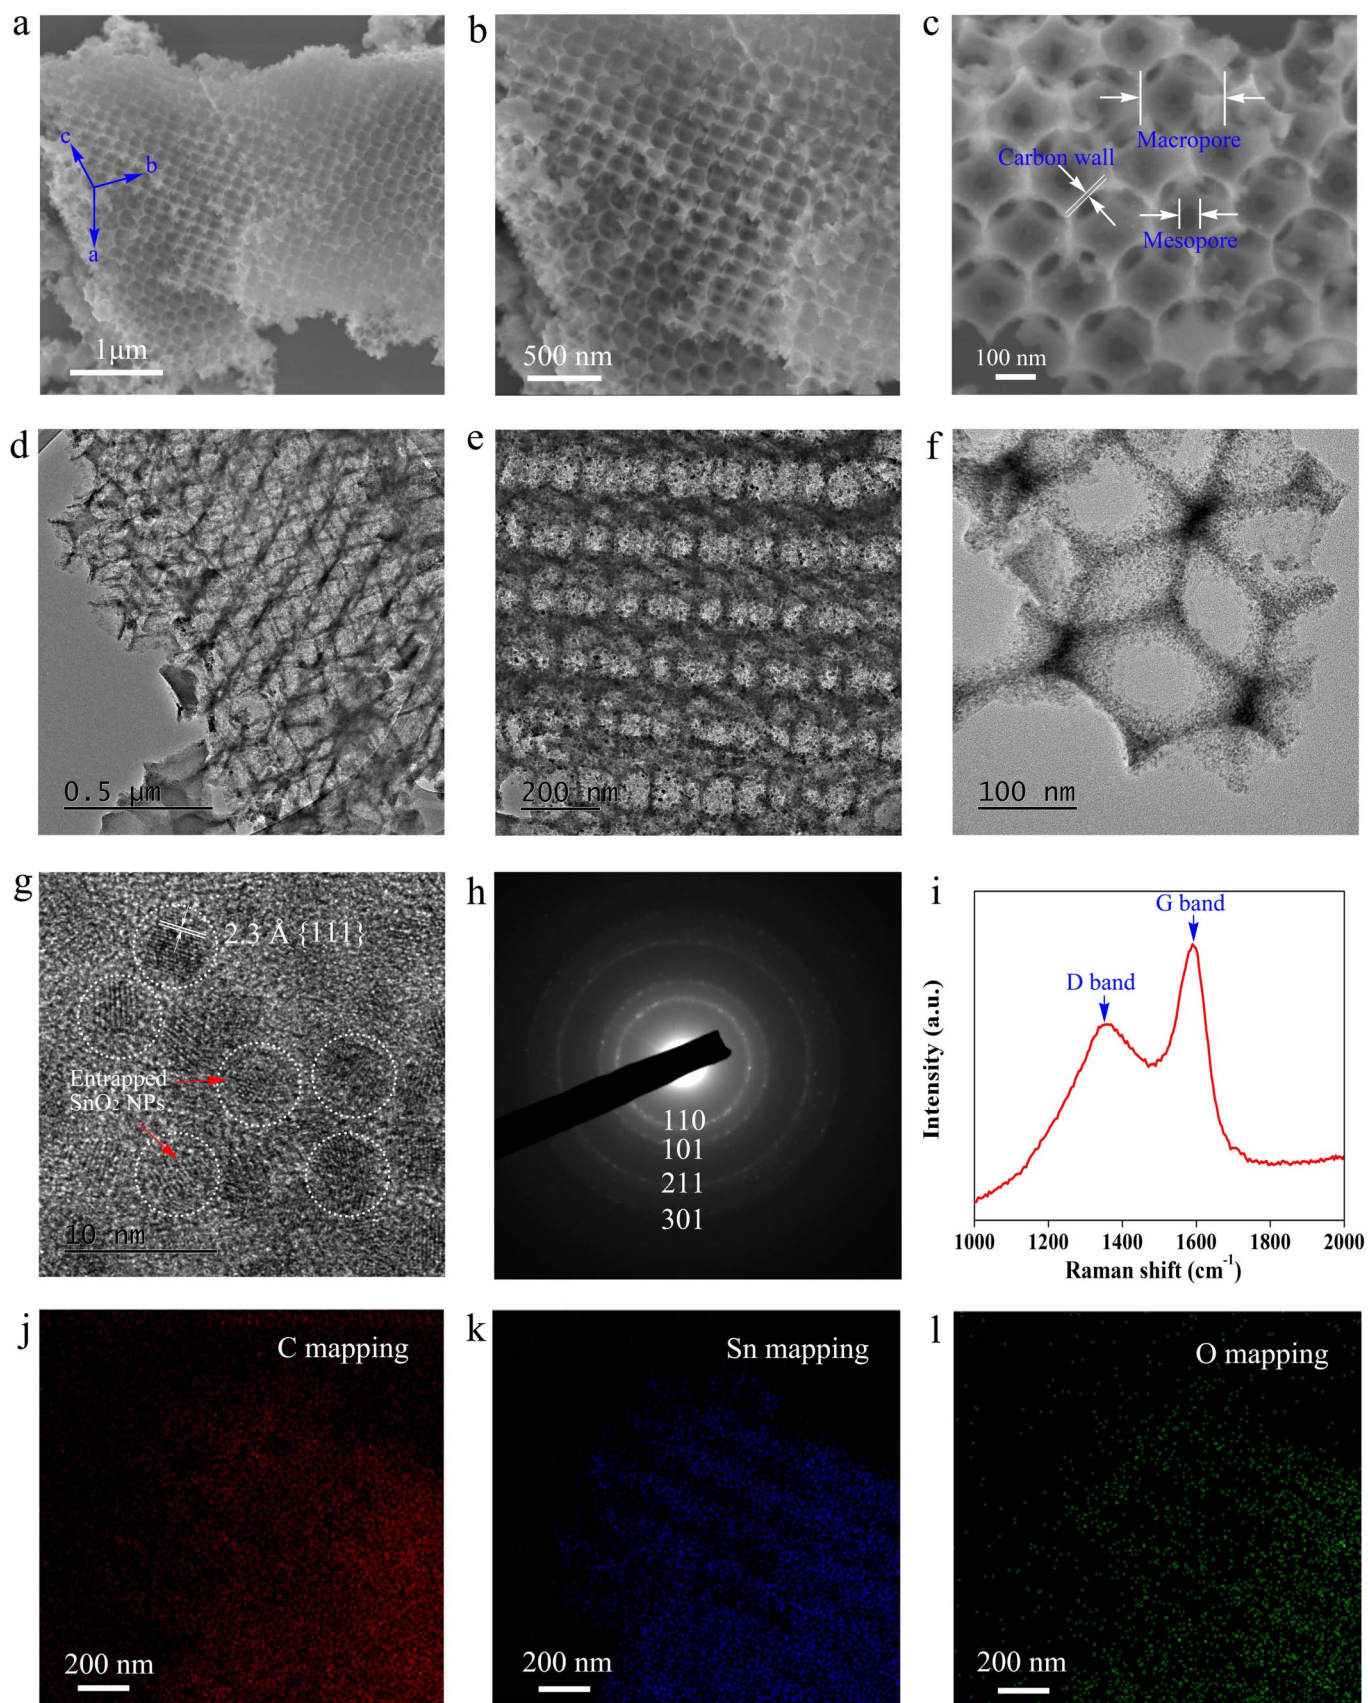 a
c
b
a
1μm
b
500 nm
c
Macropore
Carbon wall
Mesopore
100 nm
d
0.5 μm
e
200 nm
f
100 nm
g
2.3 Å {111}
Entrapped
SnO₂ NPs
10 nm
h
110
101
211
301
i
G band
D band
Intensity (a.u.)
1000 1200 1400 1600 1800 2000
Raman shift (cm⁻¹)
j
C mapping
200 nm
k
Sn mapping
200 nm
l
O mapping
200 nm